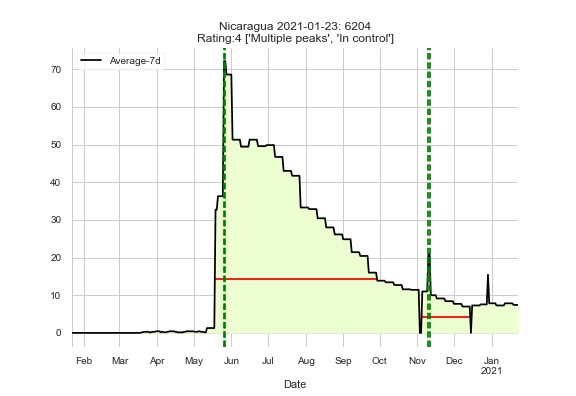 Nicaragua 2021-01-23: 6204
Rating:4 ['Multiple peaks', 'In control']
Average-7d
70
60
50
40
30
20
10
0
Feb Mar Apr May Jun Jul Aug Sep Oct Nov Dec Jan
2021
Date